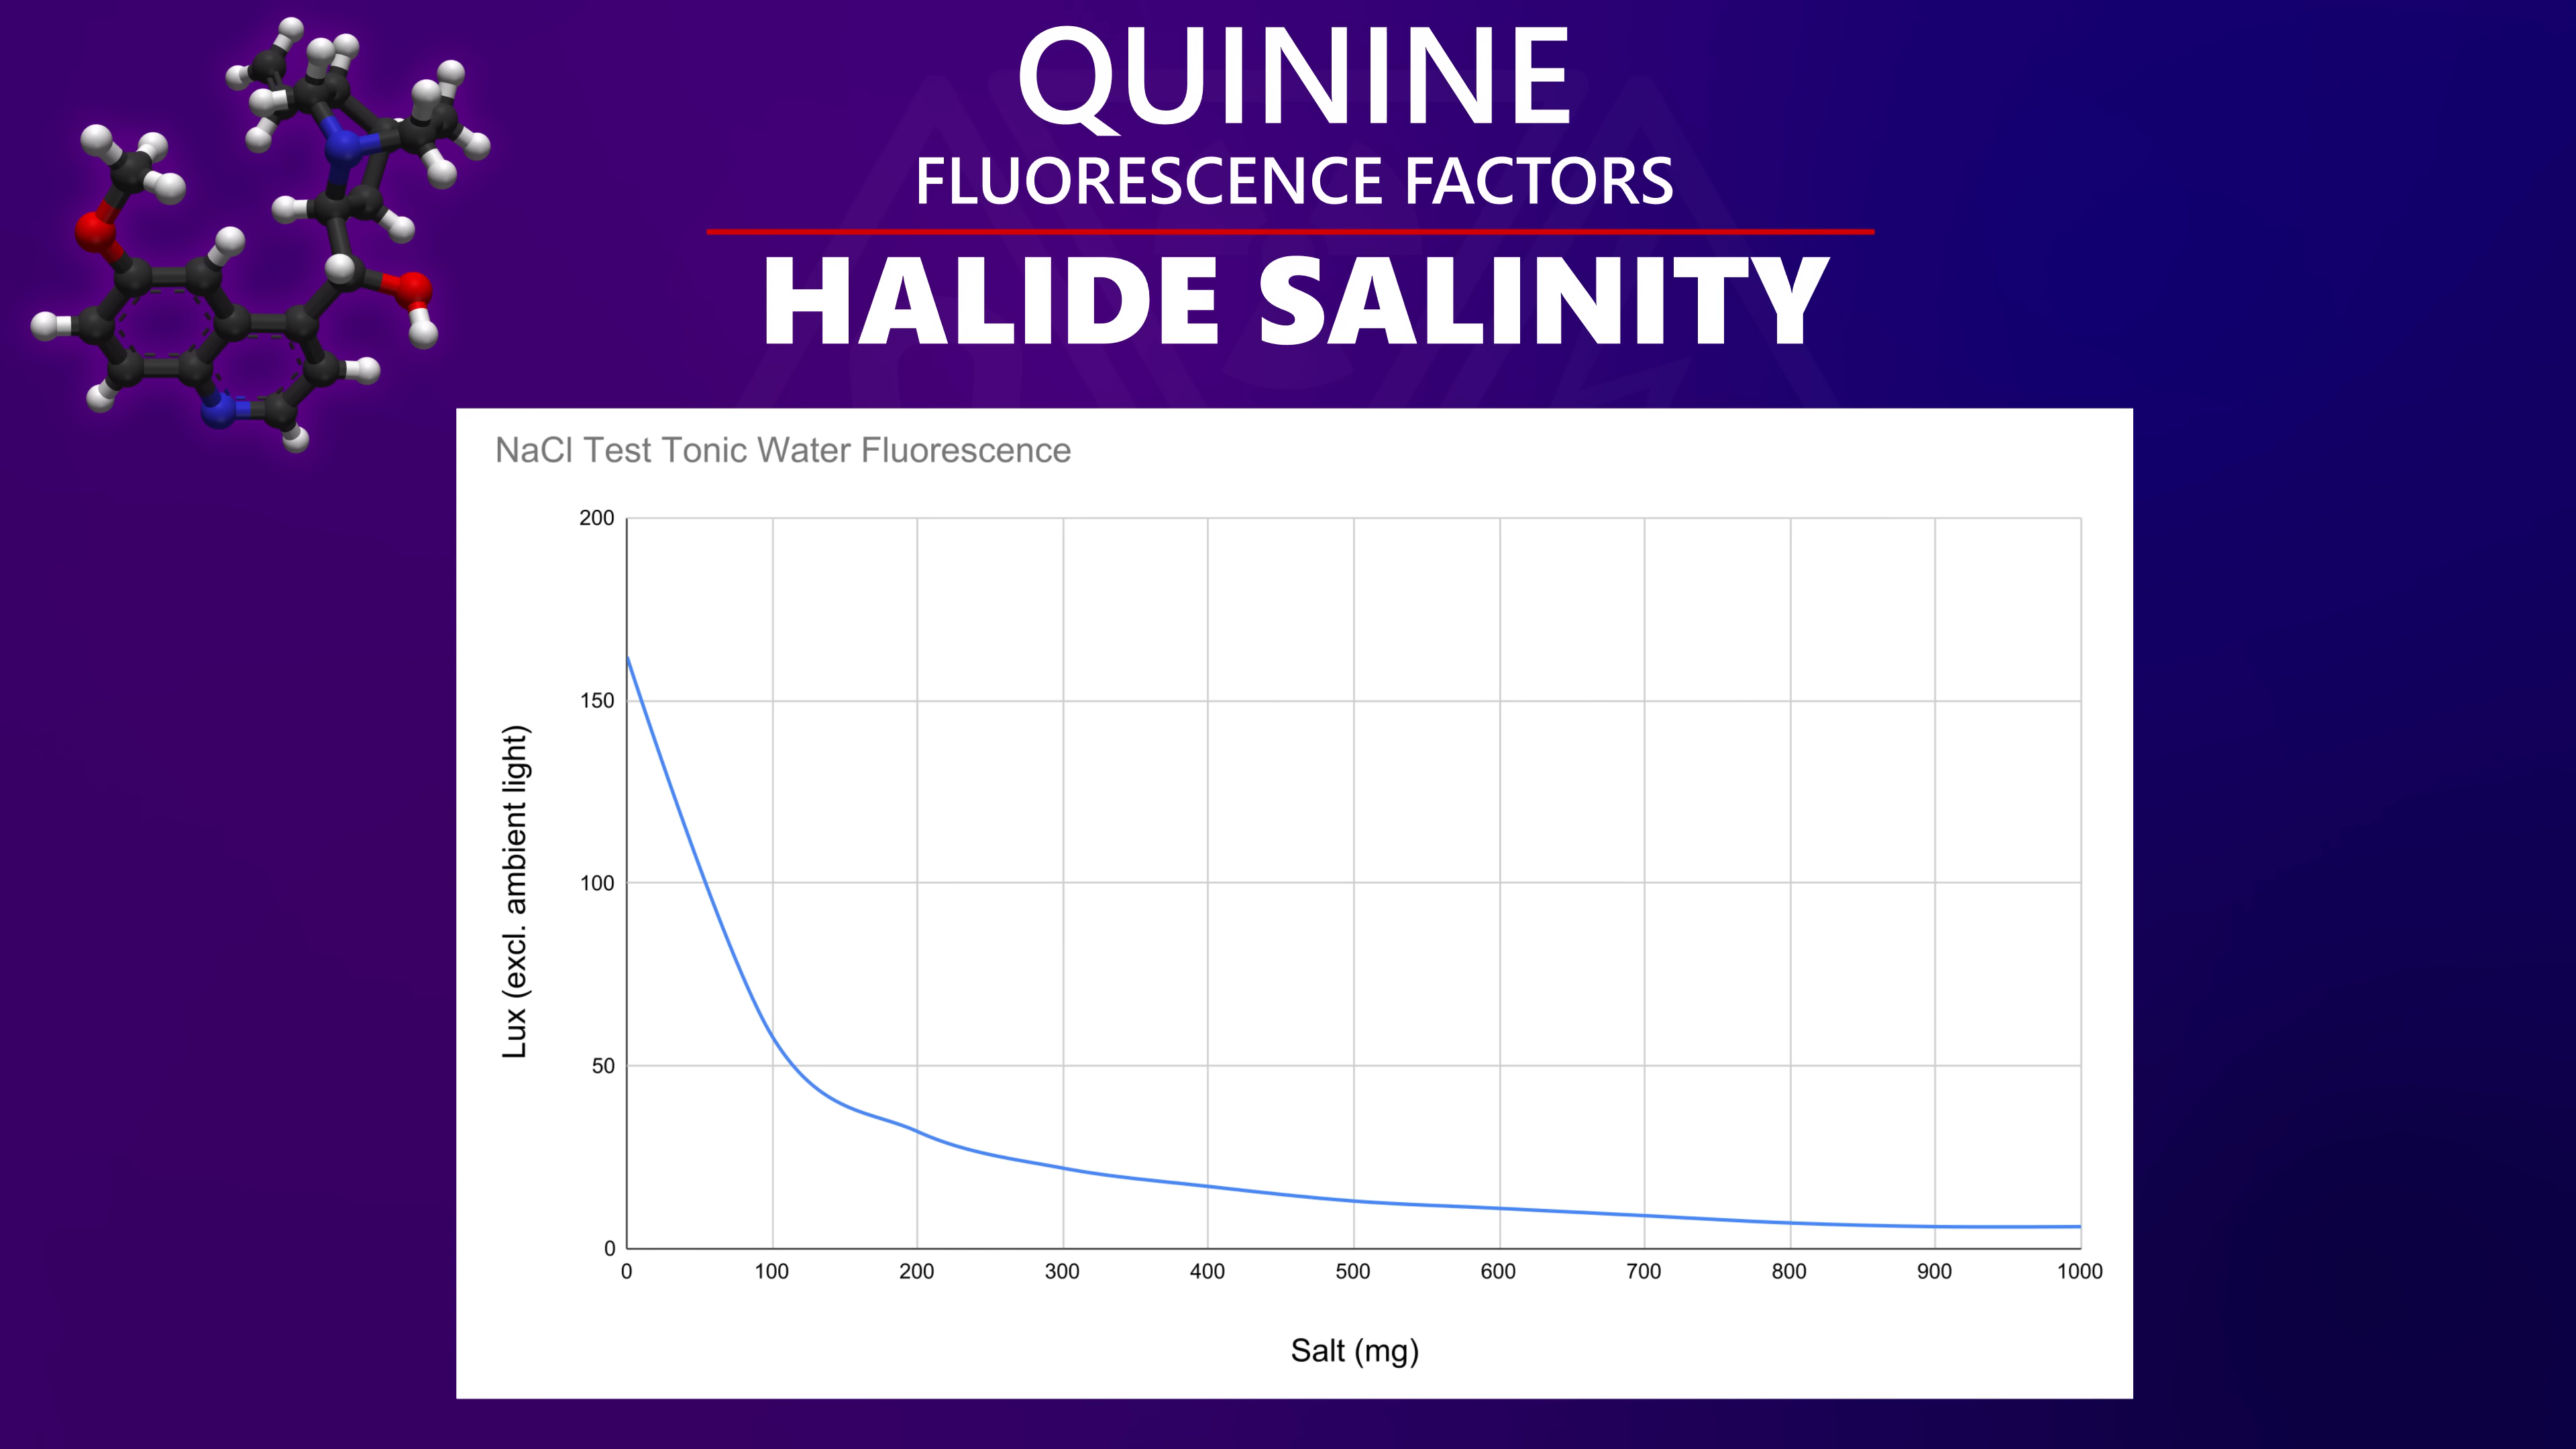 QUININE
FLUORESCENCE FACTORS
HALIDE SALINITY
NaCl Test Tonic Water Fluorescence
Lux (excl. ambient light)
200
150
100
50
0
0 100 200 300 400 500 600 700 800 900 1000
Salt (mg)